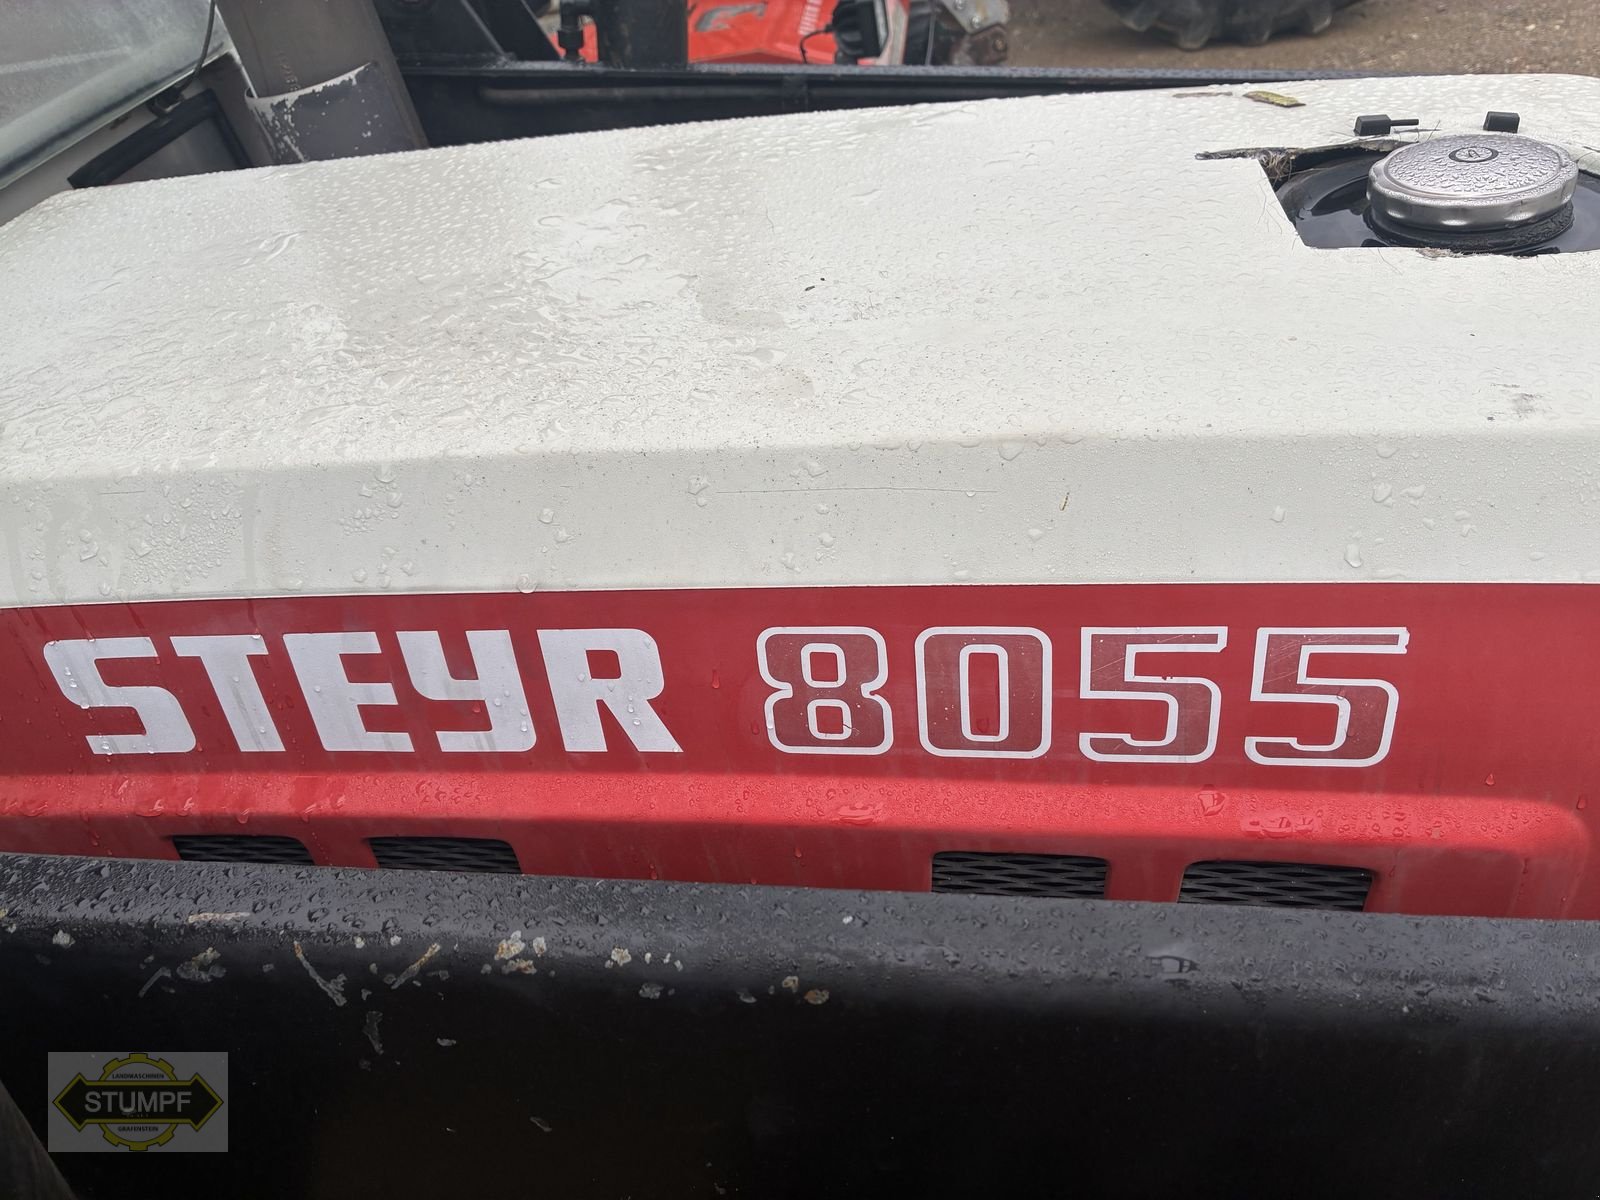 STEYR 8055
LANDMASCHINEN
STUMPF
GRAFENSTEIN